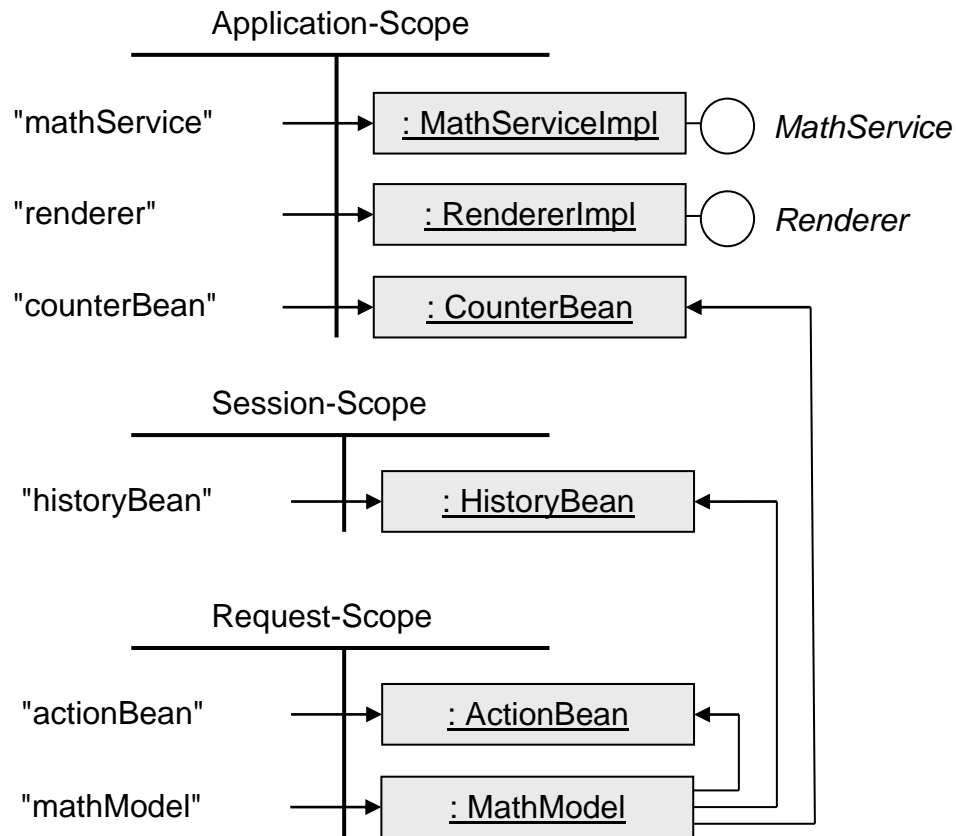 Application-Scope
"mathService" : MathServiceImpl MathService
"renderer" : RendererImpl Renderer
"counterBean" : CounterBean
Session-Scope
"historyBean" : HistoryBean
Request-Scope
"actionBean" : ActionBean
"mathModel" : MathModel